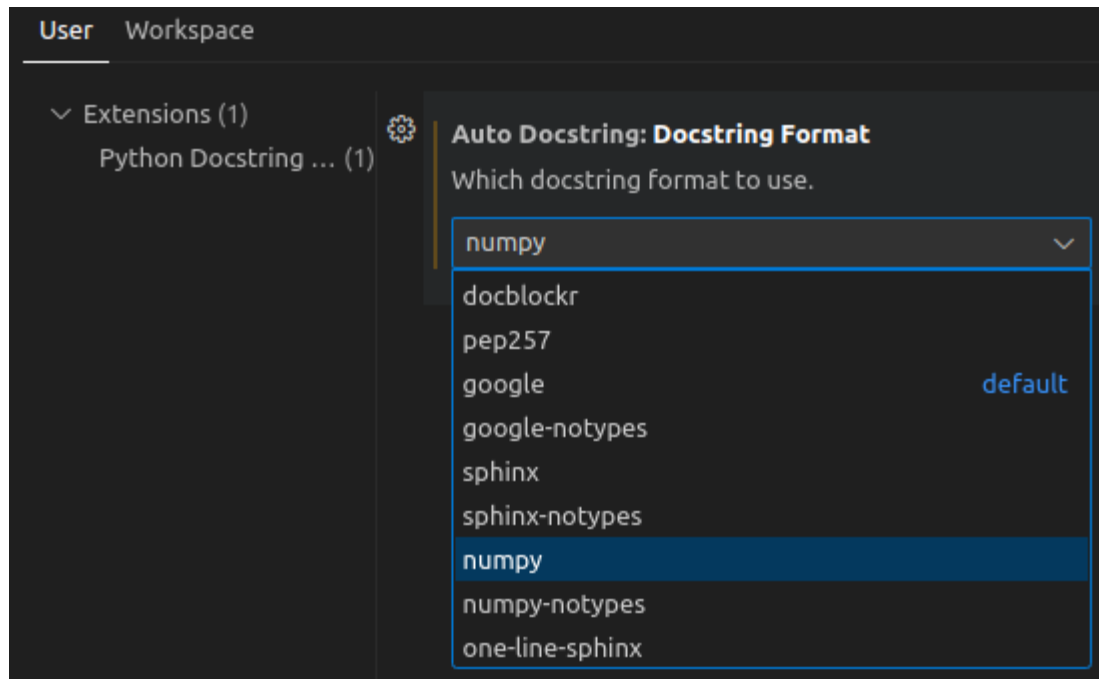 User Workspace
Extensions (1)
Python Docstring ... (1)
Auto Docstring: Docstring Format
Which docstring format to use.
numpy
docblockr
pep257
google default
google-notypes
sphinx
sphinx-notypes
numpy
numpy-notypes
one-line-sphinx